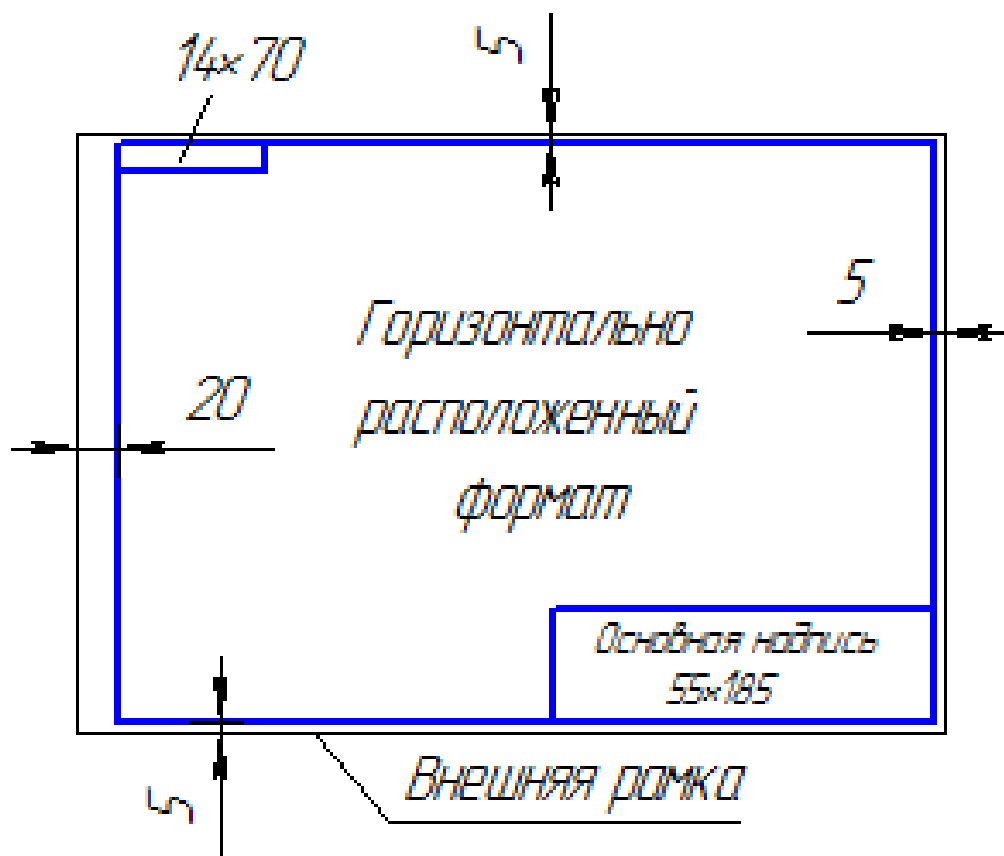 14×70
5
5
Горизонтально
расположенный
формат
20
Основная надпись
55×185
Внешняя рамка
5